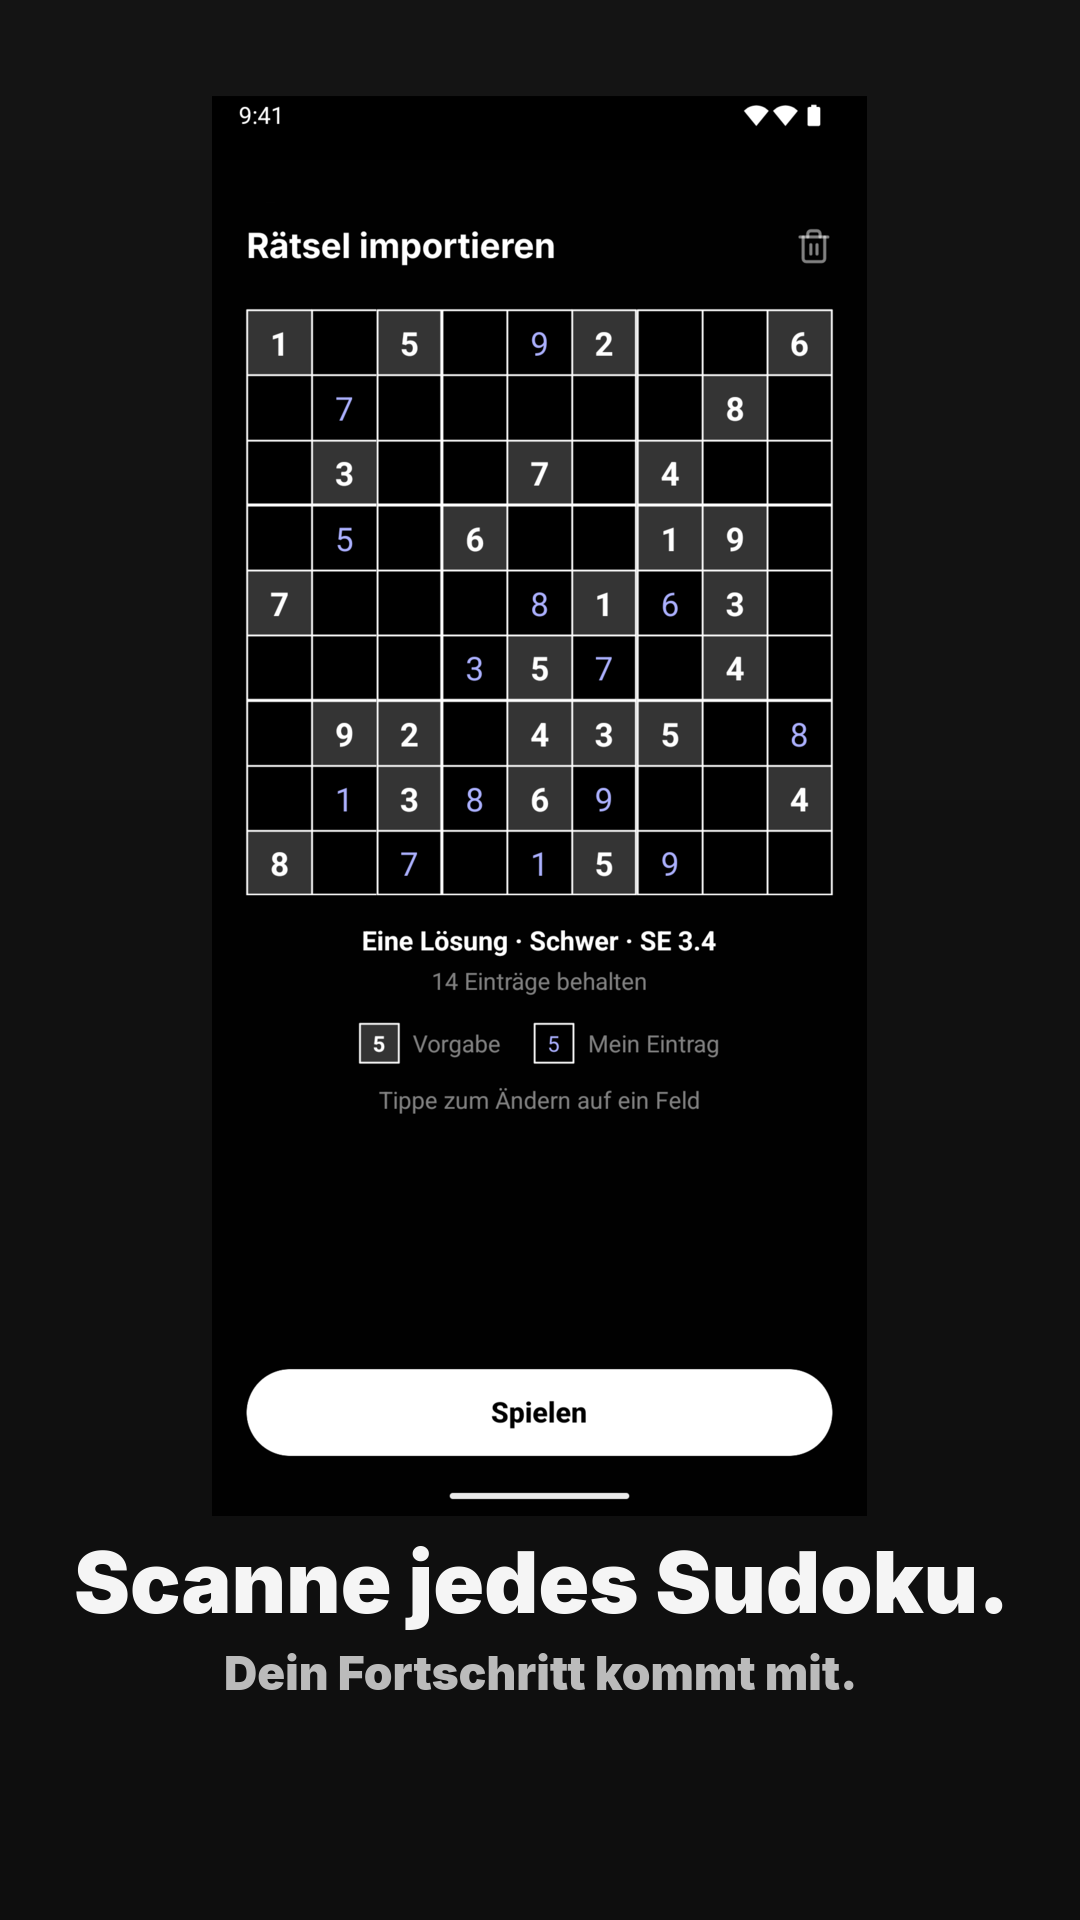 9:41
Rätsel importieren
1 5 9 2 6
7 8
3 7 4
5 6 1 9
7 8 1 6 3
3 5 7 4
9 2 4 3 5 8
1 3 8 6 9 4
8 7 1 5 9
Eine Lösung · Schwer · SE 3.4
14 Einträge behalten
5 Vorgabe 5 Mein Eintrag
Tippe zum Ändern auf ein Feld
Spielen
Scanne jedes Sudoku.
Dein Fortschritt kommt mit.